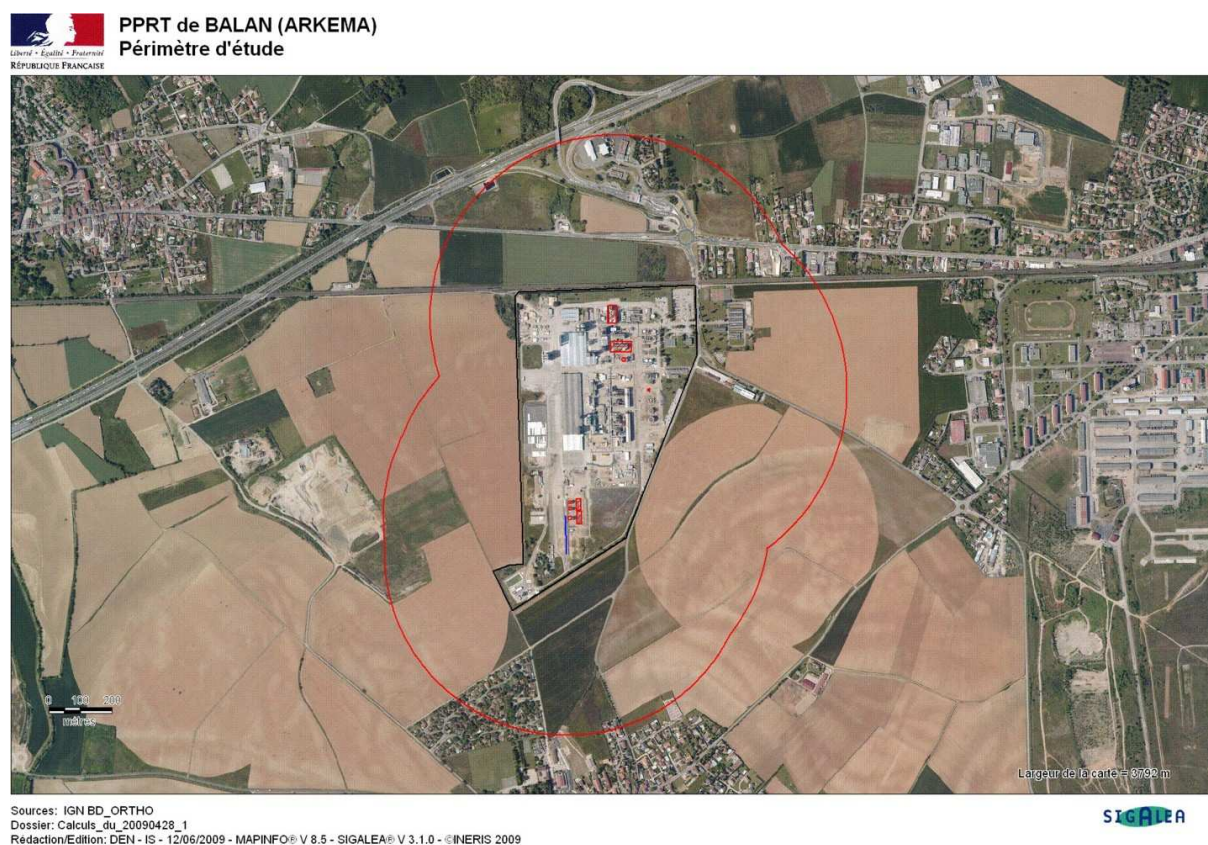 PPRT de BALAN (ARKEMA)
Périmètre d'étude
Liberté • Égalité • Fraternité
RÉPUBLIQUE FRANÇAISE
0 100 200
mètres
Largeur de la carte = 3792 m
Sources: IGN BD_ORTHO
Dossier: Calculs_du_20090428_1
Rédaction/Edition: DEN - IS - 12/06/2009 - MAPINFO® V 8.5 - SIGALEA® V 3.1.0 - ©INERIS 2009
SIGALEA